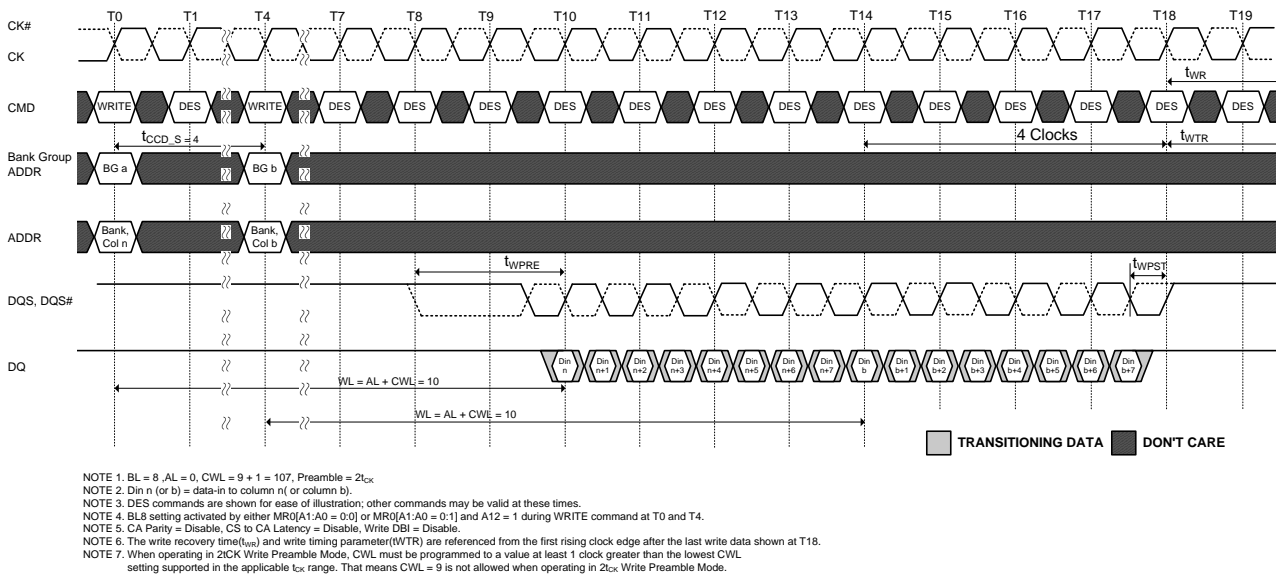 T0 T1 T4 T7 T8 T9 T10 T11 T12 T13 T14 T15 T16 T17 T18 T19
CK#
CK
tWR
CMD WRITE DES WRITE DES DES DES DES DES DES DES DES DES DES DES DES DES
tCCD_S = 4
4 Clocks
tWTR
Bank Group
ADDR
BG a BG b
ADDR
Bank,
Col n
Bank,
Col b
tWPRE
tWPST
DQS, DQS#
DQ
Din n Din n+1 Din n+2 Din n+3 Din n+4 Din n+5 Din n+6 Din n+7 Din b Din b+1 Din b+2 Din b+3 Din b+4 Din b+5 Din b+6 Din b+7
WL = AL + CWL = 10
WL = AL + CWL = 10
TRANSITIONING DATA DON'T CARE
NOTE 1. BL = 8 ,AL = 0, CWL = 9 + 1 = 107, Preamble = 2tCK
NOTE 2. Din n (or b) = data-in to column n( or column b).
NOTE 3. DES commands are shown for ease of illustration; other commands may be valid at these times.
NOTE 4. BL8 setting activated by either MR0[A1:A0 = 0:0] or MR0[A1:A0 = 0:1] and A12 = 1 during WRITE command at T0 and T4.
NOTE 5. CA Parity = Disable, CS to CA Latency = Disable, Write DBI = Disable.
NOTE 6. The write recovery time(tWR) and write timing parameter(tWTR) are referenced from the first rising clock edge after the last write data shown at T18.
NOTE 7. When operating in 2tCK Write Preamble Mode, CWL must be programmed to a value at least 1 clock greater than the lowest CWL
setting supported in the applicable tCK range. That means CWL = 9 is not allowed when operating in 2tCK Write Preamble Mode.